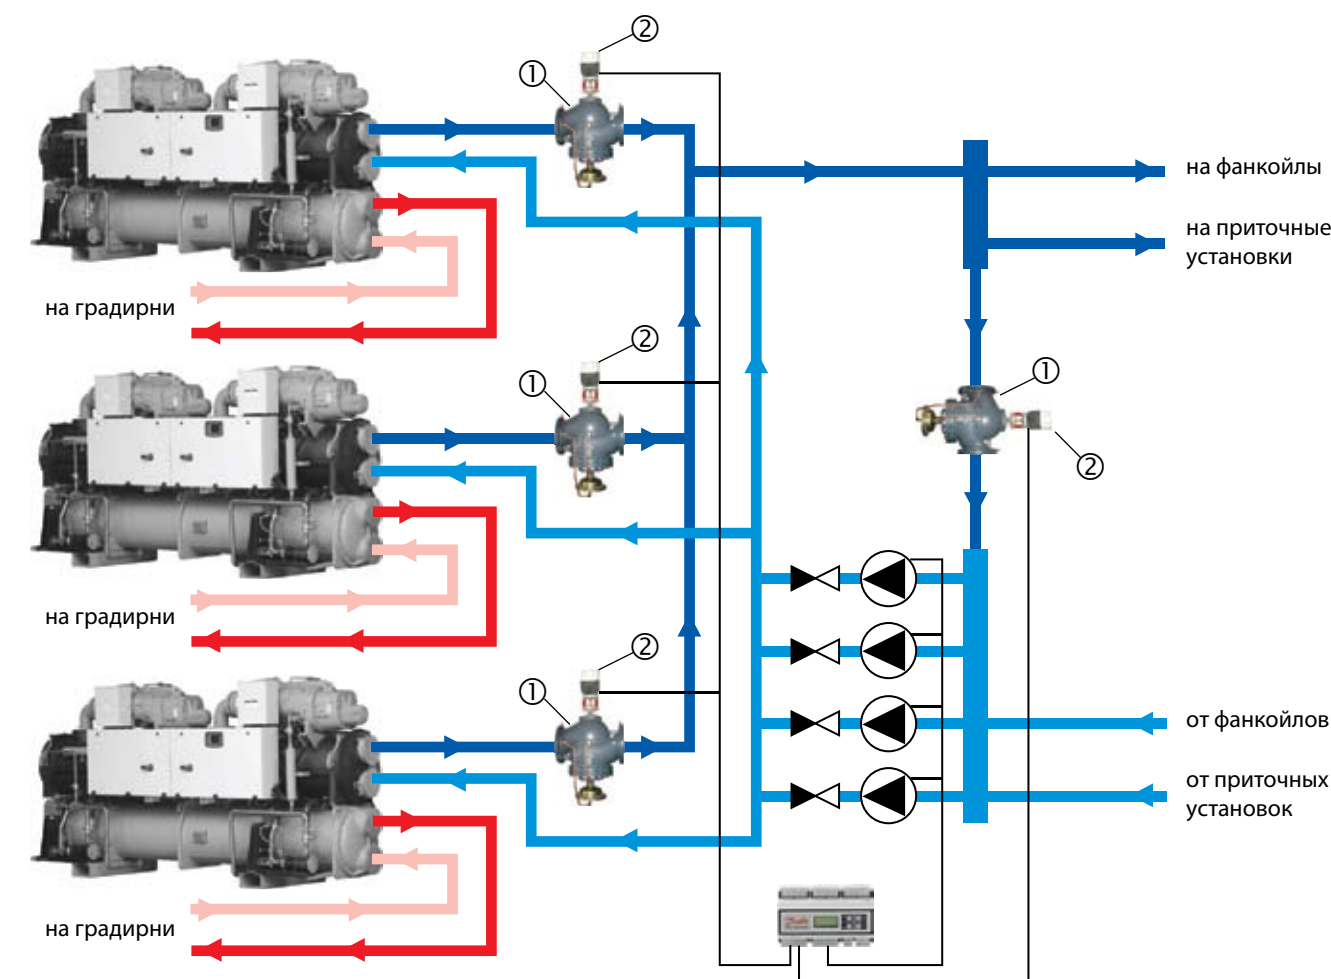 ②
①
на фанкойлы
на приточные
установки
на градирни
②
①
①
②
на градирни
②
①
от фанкойлов
от приточных
установок
на градирни
Danfoss